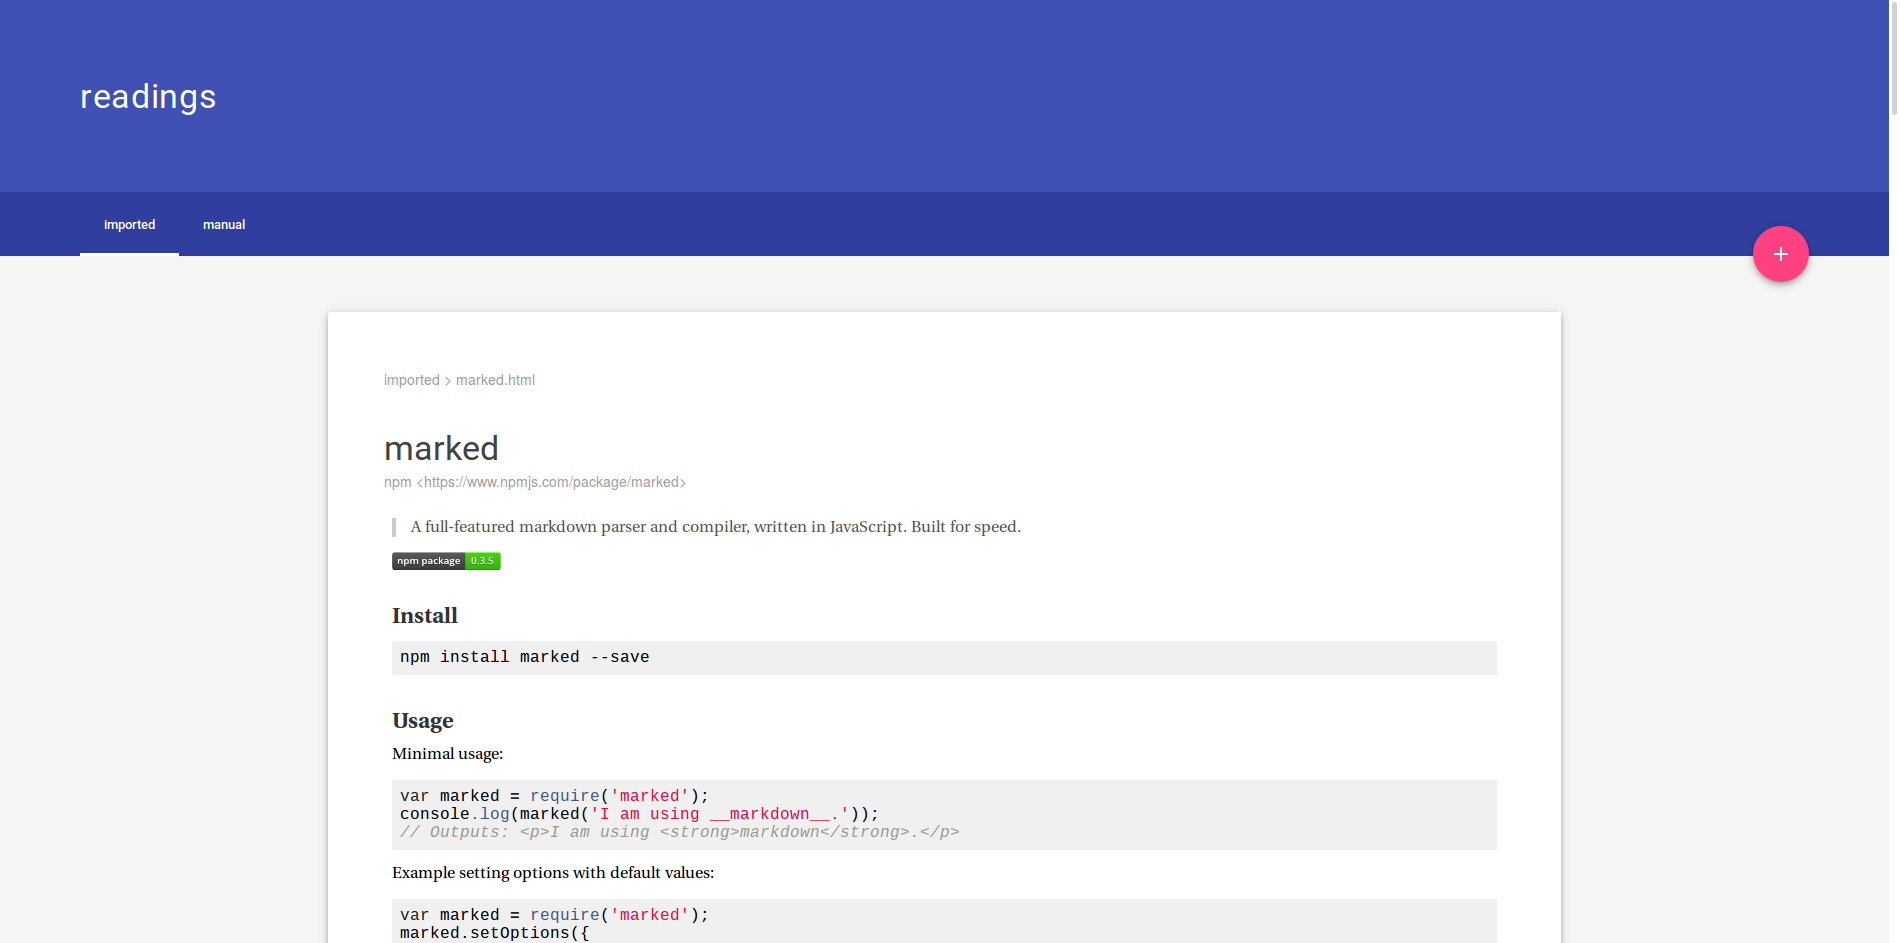 readings
imported manual
+
imported > marked.html
marked
npm <https://www.npmjs.com/package/marked>
A full-featured markdown parser and compiler, written in JavaScript. Built for speed.
npm package 0.3.5
Install
npm install marked --save
Usage
Minimal usage:
var marked = require('marked');
console.log(marked('I am using __markdown__.'));
// Outputs: <p>I am using <strong>markdown</strong>.</p>
Example setting options with default values:
var marked = require('marked');
marked.setOptions({